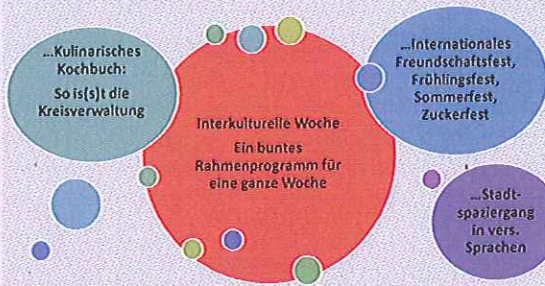 ...Kulinarisches
Kochbuch:
So is(s)t die
Kreisverwaltung
Interkulturelle Woche
Ein buntes
Rahmenprogramm für
eine ganze Woche
...Internationales
Freundschaftsfest,
Frühlingsfest,
Sommerfest,
Zuckerfest
...Stadt-
spaziergang
in vers.
Sprachen